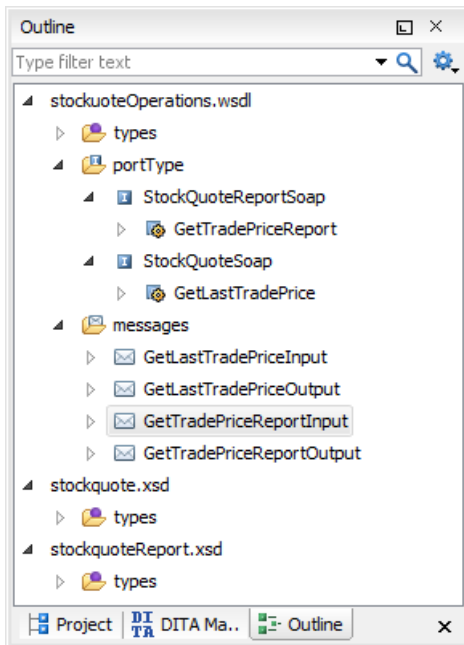 Outline
Type filter text
stockuoteOperations.wsdl
types
portType
StockQuoteReportSoap
GetTradePriceReport
StockQuoteSoap
GetLastTradePrice
messages
GetLastTradePriceInput
GetLastTradePriceOutput
GetTradePriceReportInput
GetTradePriceReportOutput
stockquote.xsd
types
stockquoteReport.xsd
types
Project DITA DITA Ma.. Outline